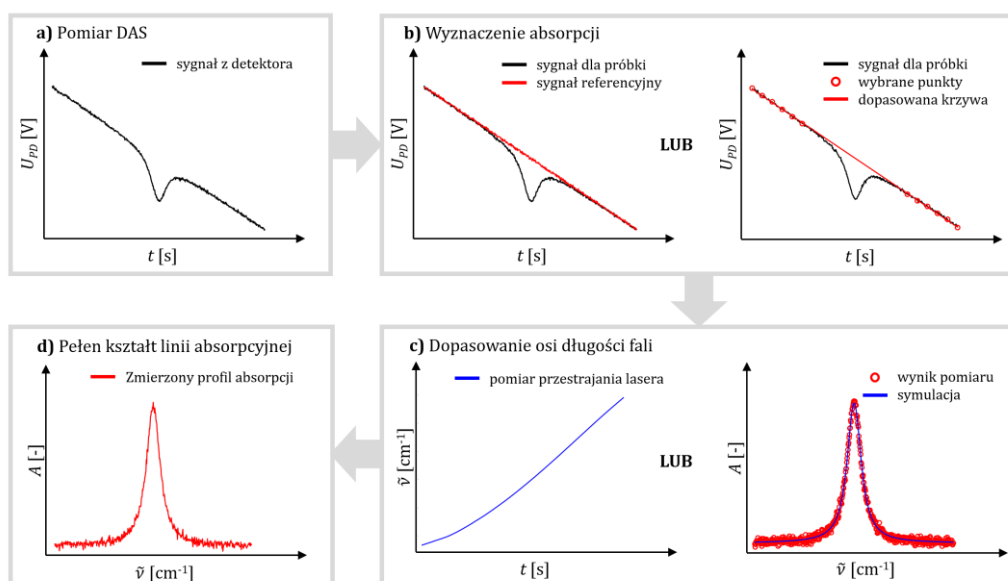 a) Pomiar DAS
sygnał z detektora
U_PD [V]
t [s]
b) Wyznaczenie absorpcji
sygnał dla próbki
sygnał referencyjny
U_PD [V]
t [s]
LUB
sygnał dla próbki
wybrane punkty
dopasowana krzywa
U_PD [V]
t [s]
d) Pełen kształt linii absorpcyjnej
Zmierzony profil absorpcji
A [-]
ṽ [cm⁻¹]
c) Dopasowanie osi długości fali
pomiar przestrajania lasera
ṽ [cm⁻¹]
t [s]
LUB
wynik pomiaru
symulacja
A [-]
ṽ [cm⁻¹]